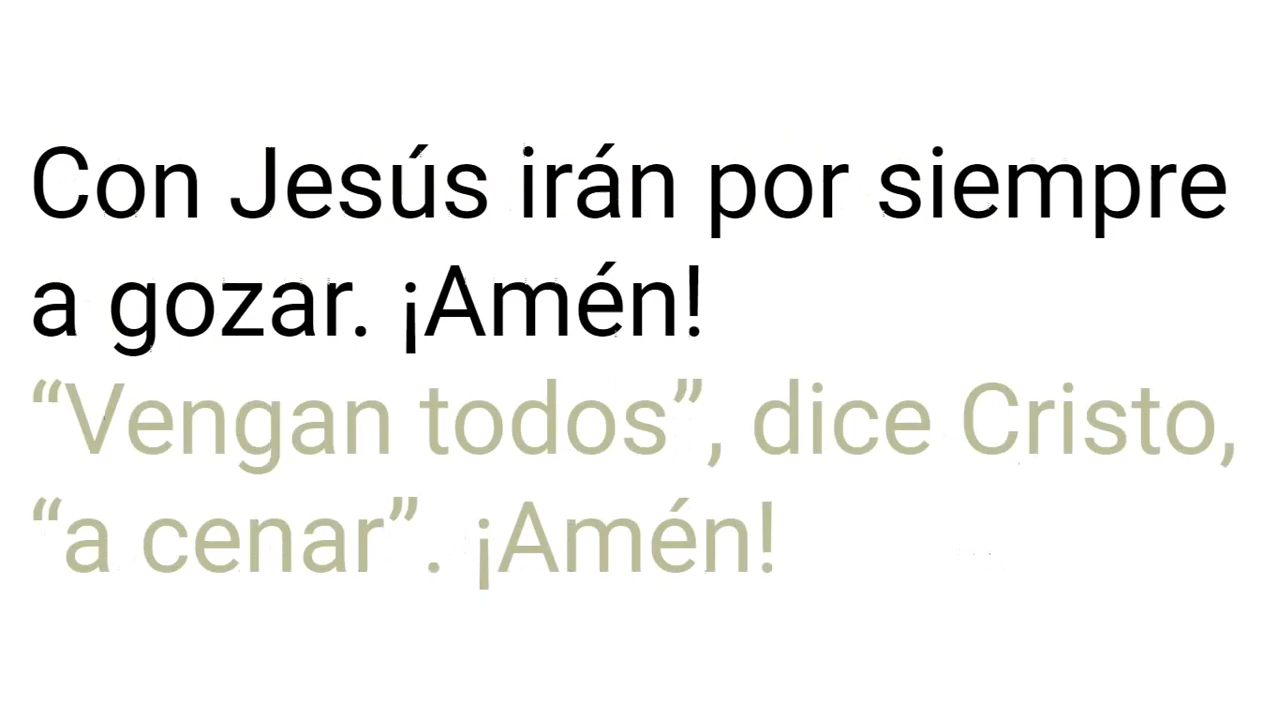 Con Jesús irán por siempre
a gozar. ¡Amén!
“Vengan todos”, dice Cristo,
“a cenar”. ¡Amén!